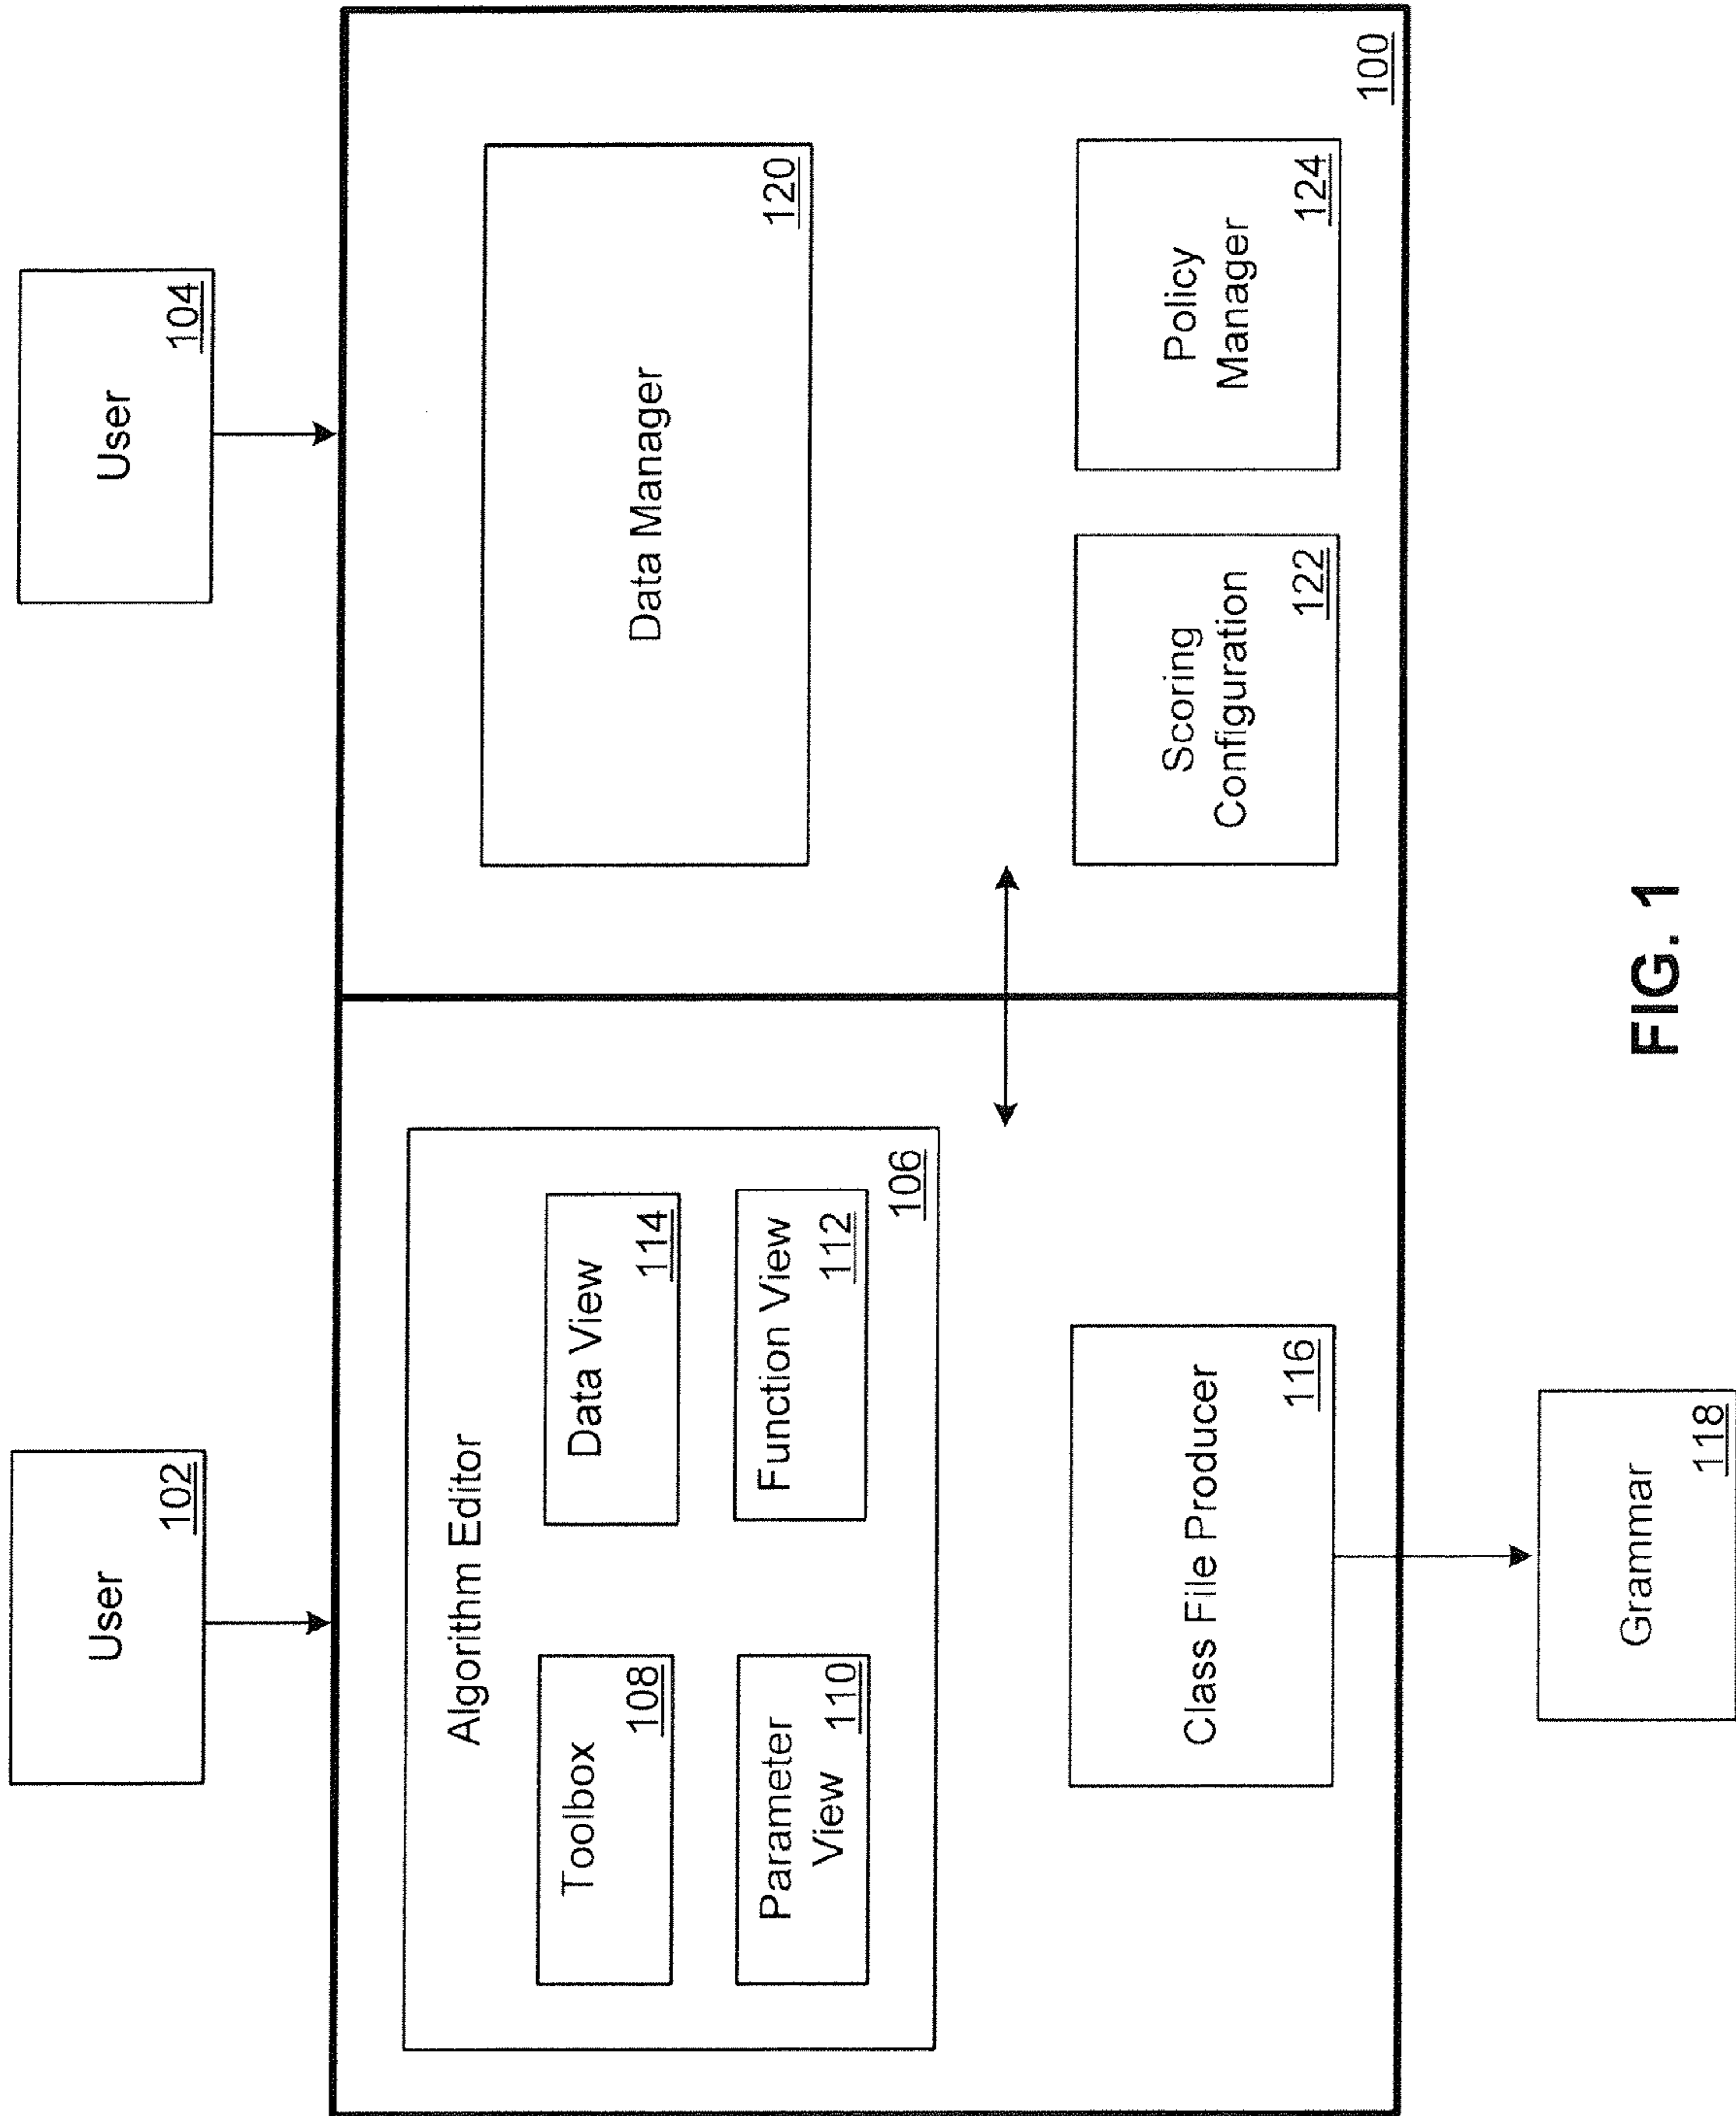 User
102
User
104
Algorithm Editor
Toolbox
108
Data View
114
Parameter
View
110
Function View
112
106
Class File Producer
116
Data Manager
120
Scoring
Configuration
122
Policy
Manager
124
100
Grammar
118
FIG. 1